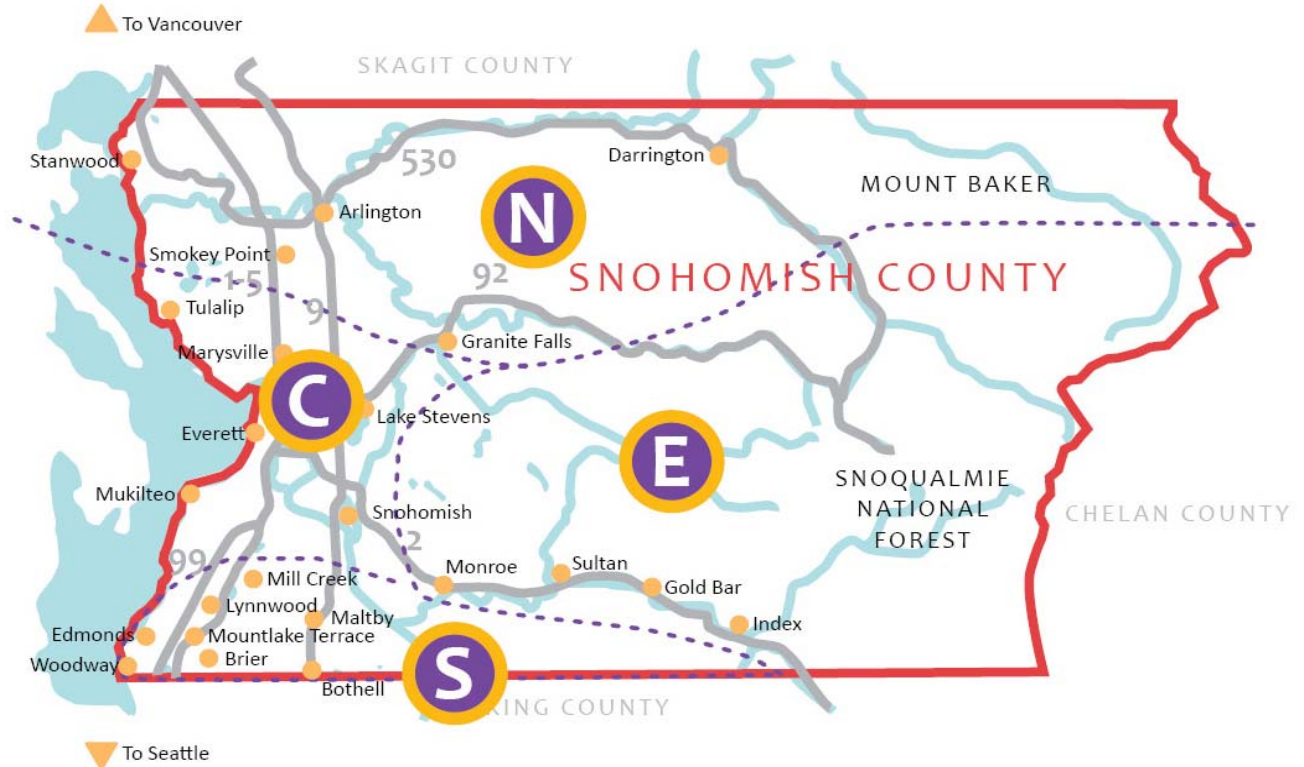 To Vancouver
SKAGIT COUNTY
Stanwood
530
Darrington
MOUNT BAKER
Arlington
N
Smokey Point
1-5
92
SNOHOMISH COUNTY
9
Tulalip
Granite Falls
Marysville
C
Lake Stevens
Everett
E
Mukilteo
SNOQUALMIE
NATIONAL
FOREST
CHELAN COUNTY
Snohomish
2
99
Mill Creek
Monroe
Sultan
Gold Bar
Lynnwood
Maltby
Index
Edmonds
Mountlake Terrace
Woodway
Brier
Bothell
S
KING COUNTY
To Seattle